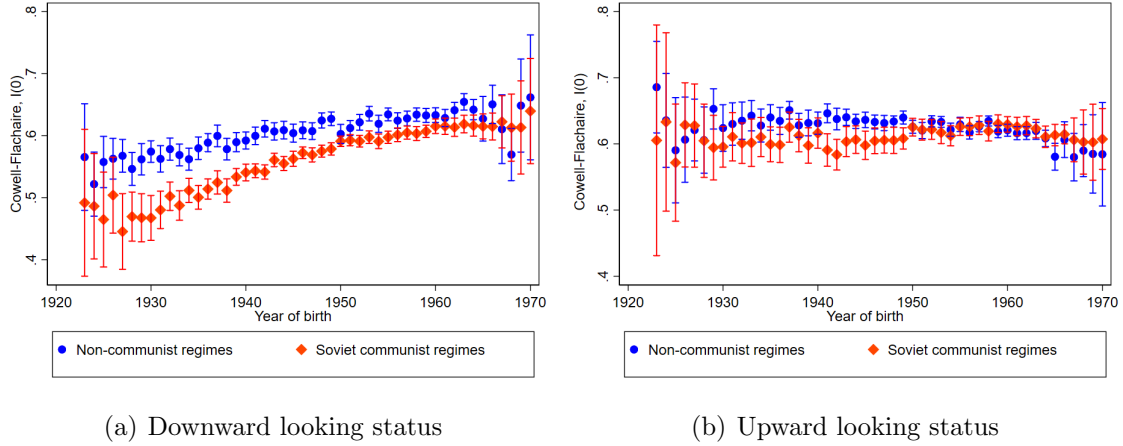 .8
.7
.6
.5
.4
Cowell-Flachaire, I(0)
1920 1930 1940 1950 1960 1970
Year of birth
Non-communist regimes Soviet communist regimes
(a) Downward looking status
.8
.7
.6
.5
.4
Cowell-Flachaire, I(0)
1920 1930 1940 1950 1960 1970
Year of birth
Non-communist regimes Soviet communist regimes
(b) Upward looking status